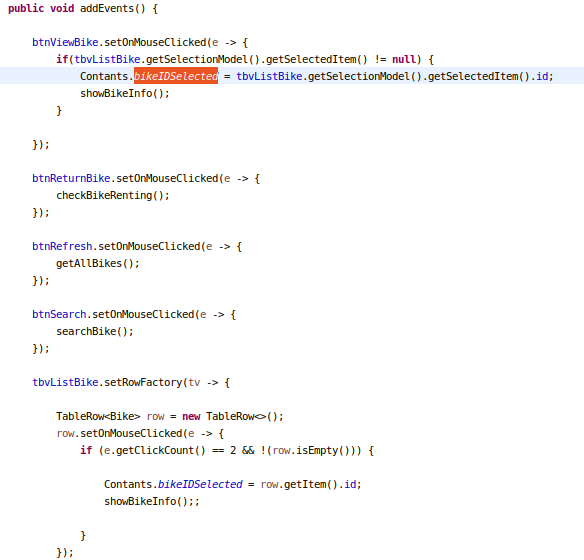 public void addEvents() {
btnViewBike.setOnMouseClicked(e -> {
if(tbvListBike.getSelectionModel().getSelectedItem() != null) {
Contants.bikeIDSelected = tbvListBike.getSelectionModel().getSelectedItem().id;
showBikeInfo();
}
});
btnReturnBike.setOnMouseClicked(e -> {
checkBikeRenting();
});
btnRefresh.setOnMouseClicked(e -> {
getAllBikes();
});
btnSearch.setOnMouseClicked(e -> {
searchBike();
});
tbvListBike.setRowFactory(tv -> {
TableRow<Bike> row = new TableRow<>();
row.setOnMouseClicked(e -> {
if (e.getClickCount() == 2 && !(row.isEmpty())) {
Contants.bikeIDSelected = row.getItem().id;
showBikeInfo();;
}
});